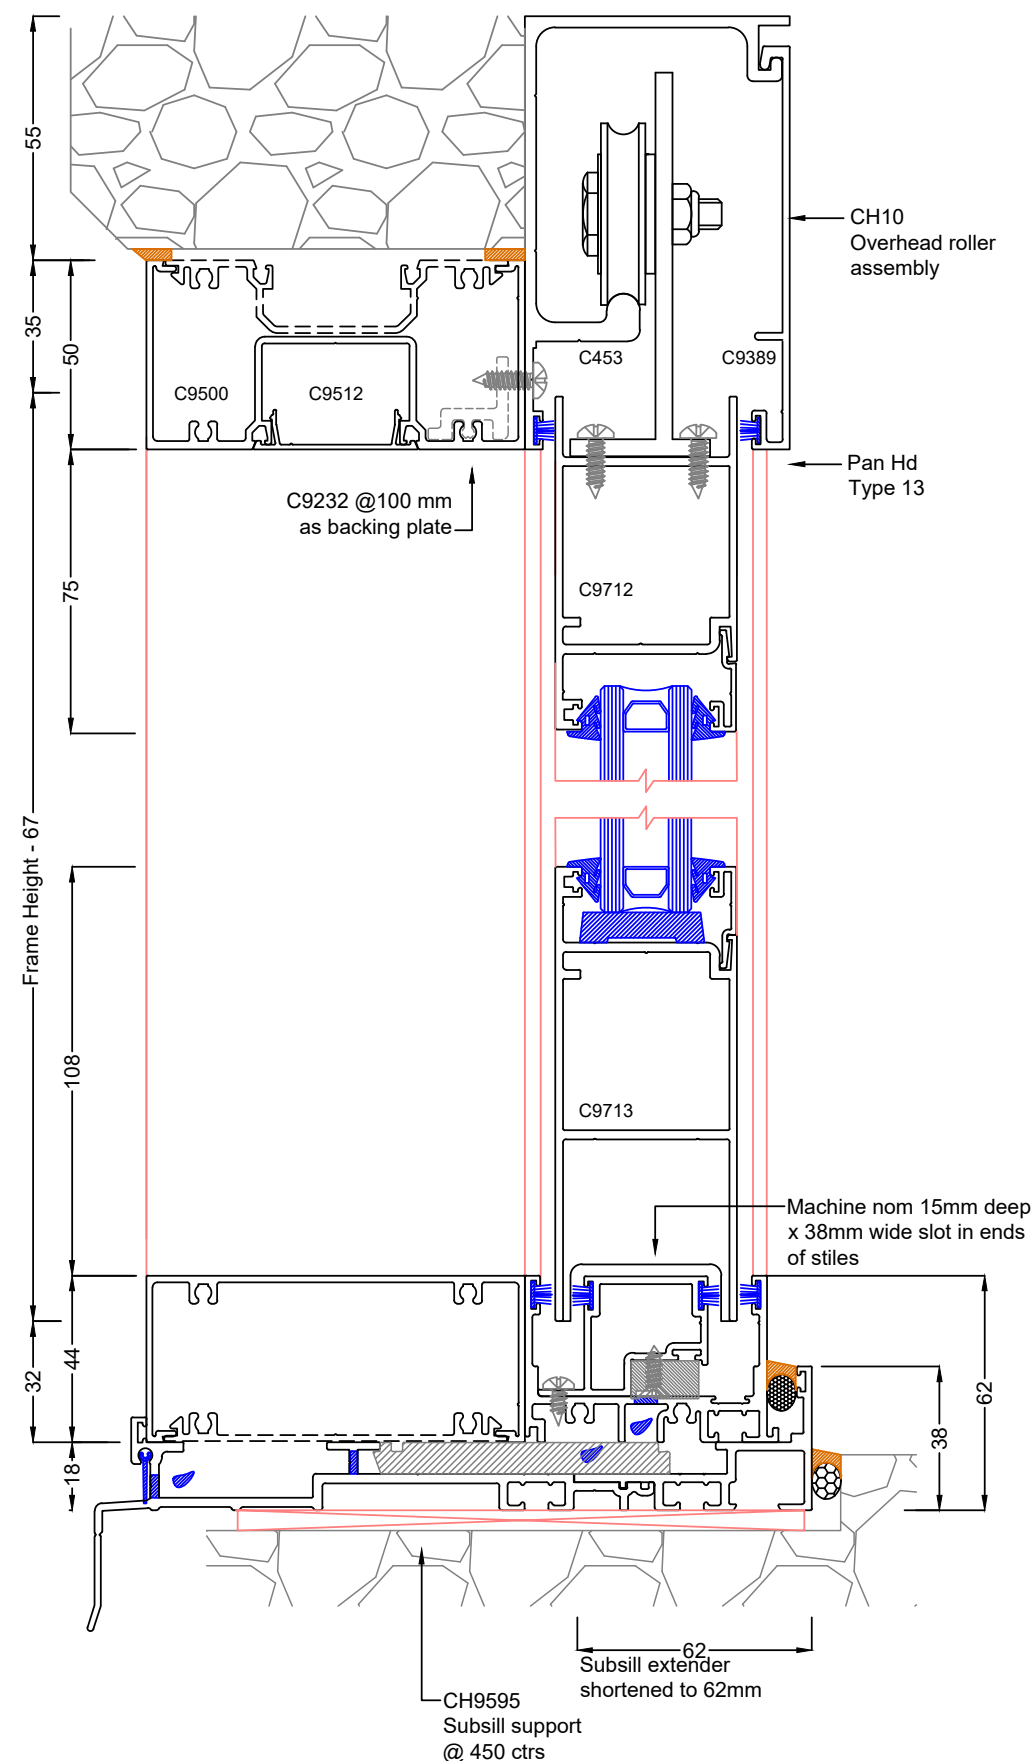 55
CH10
Overhead roller
assembly
35
50
C453
C9389
C9500
C9512
Pan Hd
Type 13
C9232 @100 mm
as backing plate
75
C9712
Frame Height - 67
108
C9713
Machine nom 15mm deep
x 38mm wide slot in ends
of stiles
32
44
62
38
18
62
Subsill extender
shortened to 62mm
CH9595
Subsill support
@ 450 ctrs